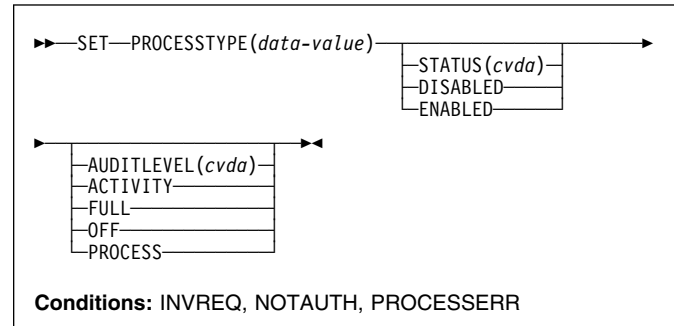 SET PROCESSTYPE(data-value)
STATUS(cvda)
DISABLED
ENABLED
AUDITLEVEL(cvda)
ACTIVITY
FULL
OFF
PROCESS
Conditions: INVREQ, NOTAUTH, PROCESSERR